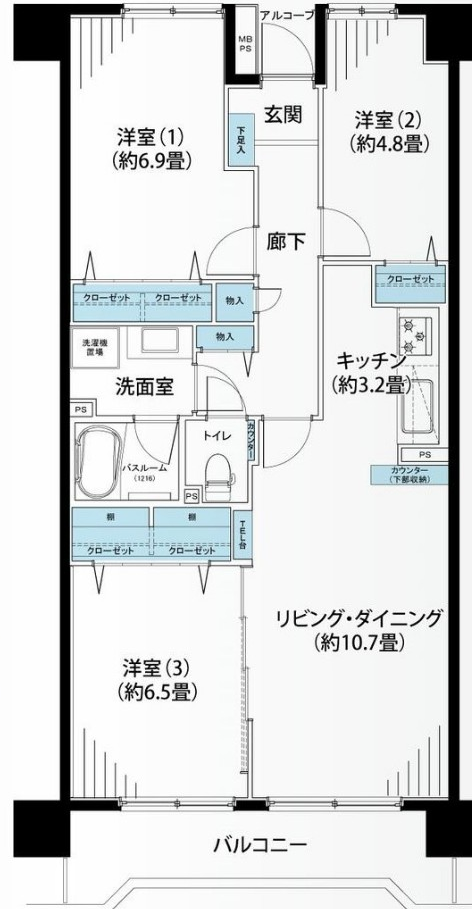 アルコーブ
MB
PS
玄関
下足入
洋室(1)
(約6.9畳)
洋室(2)
(約4.8畳)
廊下
クローゼット
クローゼット
物入
クローゼット
物入
洗濯機
置場
洗面室
キッチン
(約3.2畳)
PS
トイレ
カウンター
バスルーム
(1216)
PS
PS
カウンター
(下部収納)
棚
棚
クローゼット
クローゼット
TEL台
リビング・ダイニング
(約10.7畳)
洋室(3)
(約6.5畳)
バルコニー